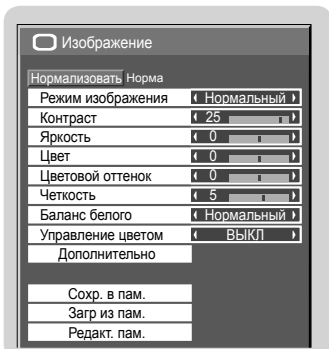 Изображение
Нормализовать Норма
Режим изображения Нормальный
Контраст 25
Яркость 0
Цвет 0
Цветовой оттенок 0
Четкость 5
Баланс белого Нормальный
Управление цветом ВЫКЛ
Дополнительно
Сохр. в пам.
Загр из пам.
Редакт. пам.